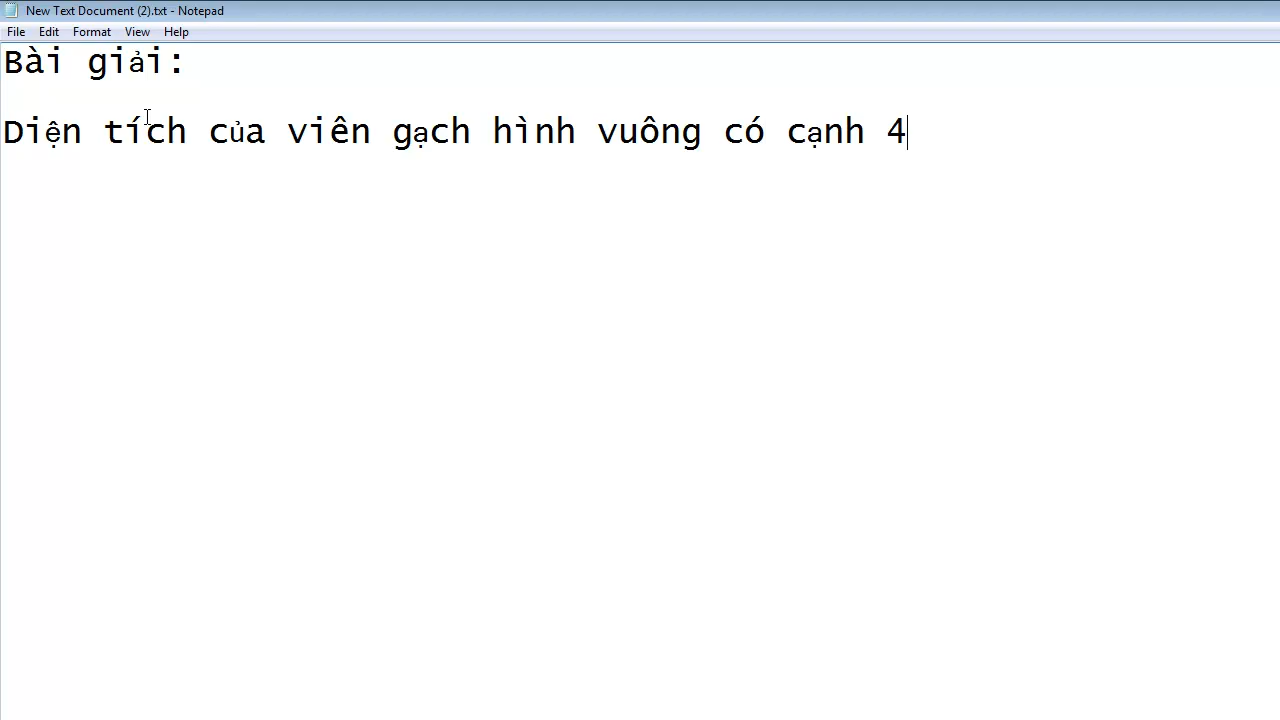 New Text Document (2).txt - Notepad
File Edit Format View Help
Bài giải:
Diện tích của viên gạch hình vuông có cạnh 4